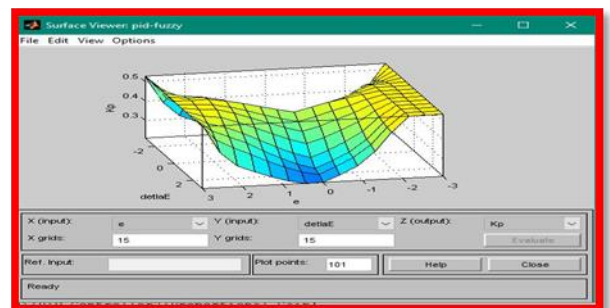 Surface Viewer: pid-fuzzy
File Edit View Options
0.5
0.4
0.3
Kp
-2
0
2
detlaE
3 2 1 0 -1 -2 -3
e
X (input): e Y (input): detlaE Z (output): Kp
X grids: 15 Y grids: 15 Evaluate
Ref. Input: Plot points: 101 Help Close
Ready